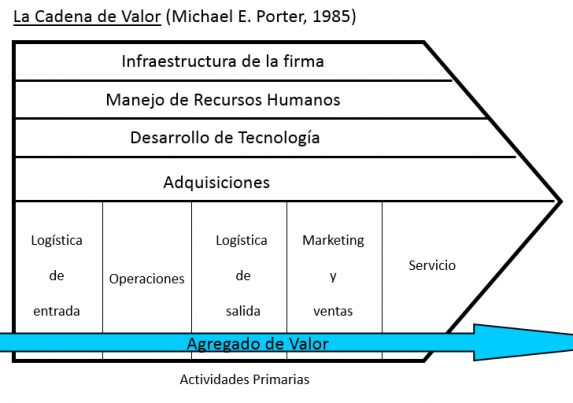 La Cadena de Valor (Michael E. Porter, 1985)
Infraestructura de la firma
Manejo de Recursos Humanos
Desarrollo de Tecnología
Adquisiciones
Logística
de
entrada
Operaciones
Logística
de
salida
Marketing
y
ventas
Servicio
Agregado de Valor
Actividades Primarias